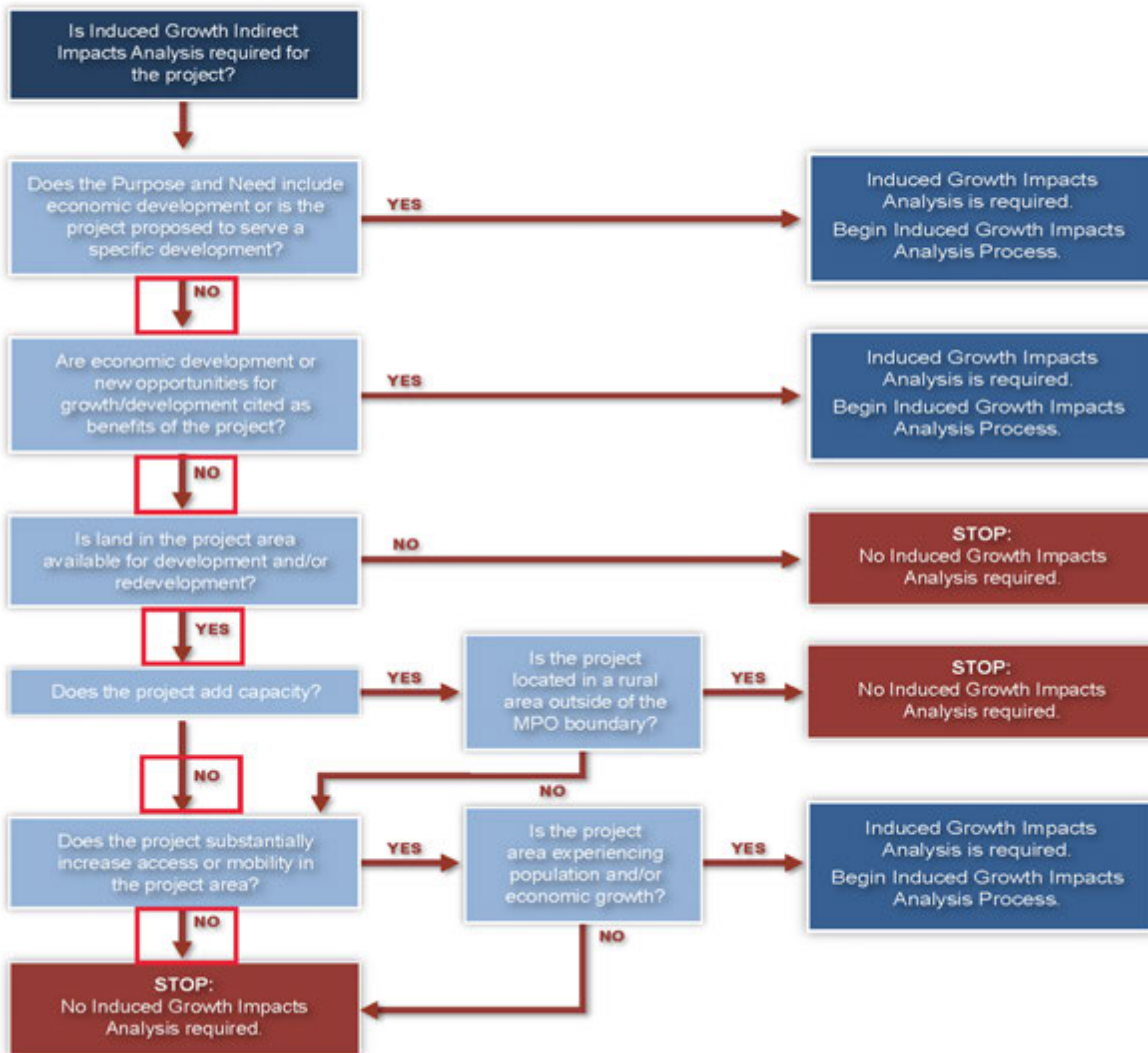 Is Induced Growth Indirect
Impacts Analysis required for
the project?
Does the Purpose and Need include
economic development or is the
project proposed to serve a
specific development?
YES
Induced Growth Impacts
Analysis is required.
Begin Induced Growth Impacts
Analysis Process.
NO
Are economic development or
new opportunities for
growth/development cited as
benefits of the project?
YES
Induced Growth Impacts
Analysis is required.
Begin Induced Growth Impacts
Analysis Process.
NO
Is land in the project area
available for development and/or
redevelopment?
NO
STOP:
No Induced Growth Impacts
Analysis required.
YES
Does the project add capacity?
YES
Is the project
located in a rural
area outside of the
MPO boundary?
YES
STOP:
No Induced Growth Impacts
Analysis required.
NO
NO
Does the project substantially
increase access or mobility in
the project area?
YES
Is the project
area experiencing
population and/or
economic growth?
YES
Induced Growth Impacts
Analysis is required.
Begin Induced Growth Impacts
Analysis Process.
NO
NO
STOP:
No Induced Growth Impacts
Analysis required.